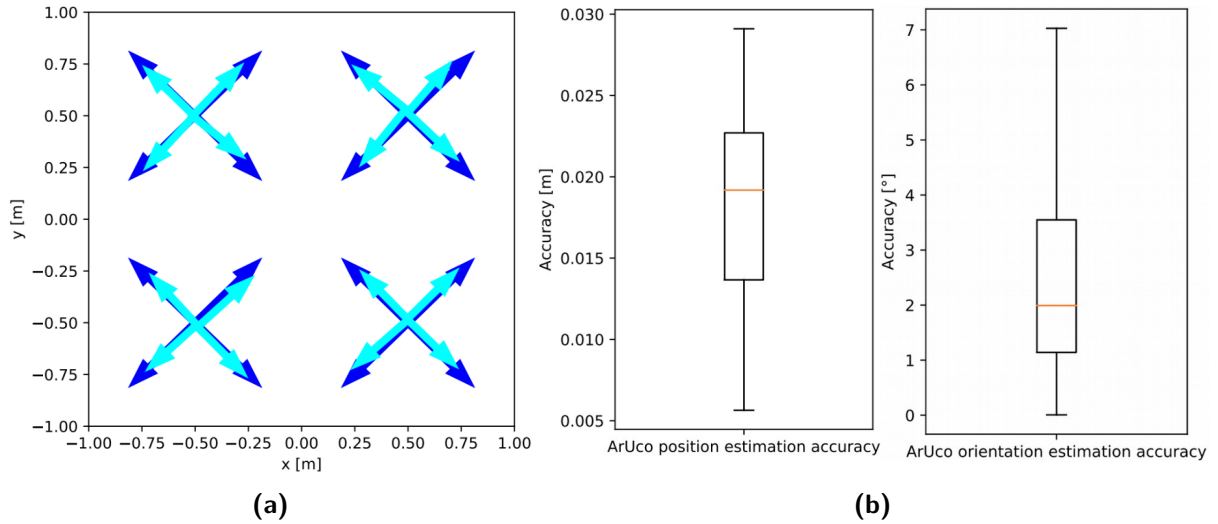 1.00
0.75
0.50
0.25
0.00
−0.25
−0.50
−0.75
−1.00
y [m]
−1.00 −0.75 −0.50 −0.25 0.00 0.25 0.50 0.75 1.00
x [m]
(a)
0.030
0.025
0.020
0.015
0.010
0.005
Accuracy [m]
ArUco position estimation accuracy
7
6
5
4
3
2
1
0
Accuracy [°]
ArUco orientation estimation accuracy
(b)